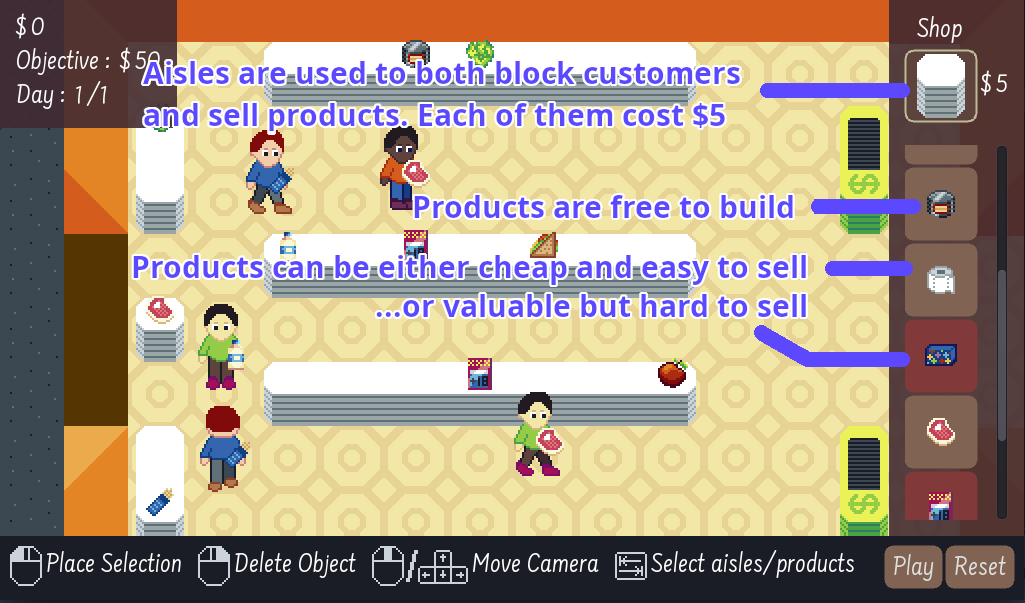 $0
Objective : $50
Day : 1/1
Shop
$5
Aisles are used to both block customers
and sell products. Each of them cost $5
$
Products are free to build
Products can be either cheap and easy to sell
...or valuable but hard to sell
$
Place Selection
Delete Object
/
Move Camera
Select aisles/products
Play
Reset